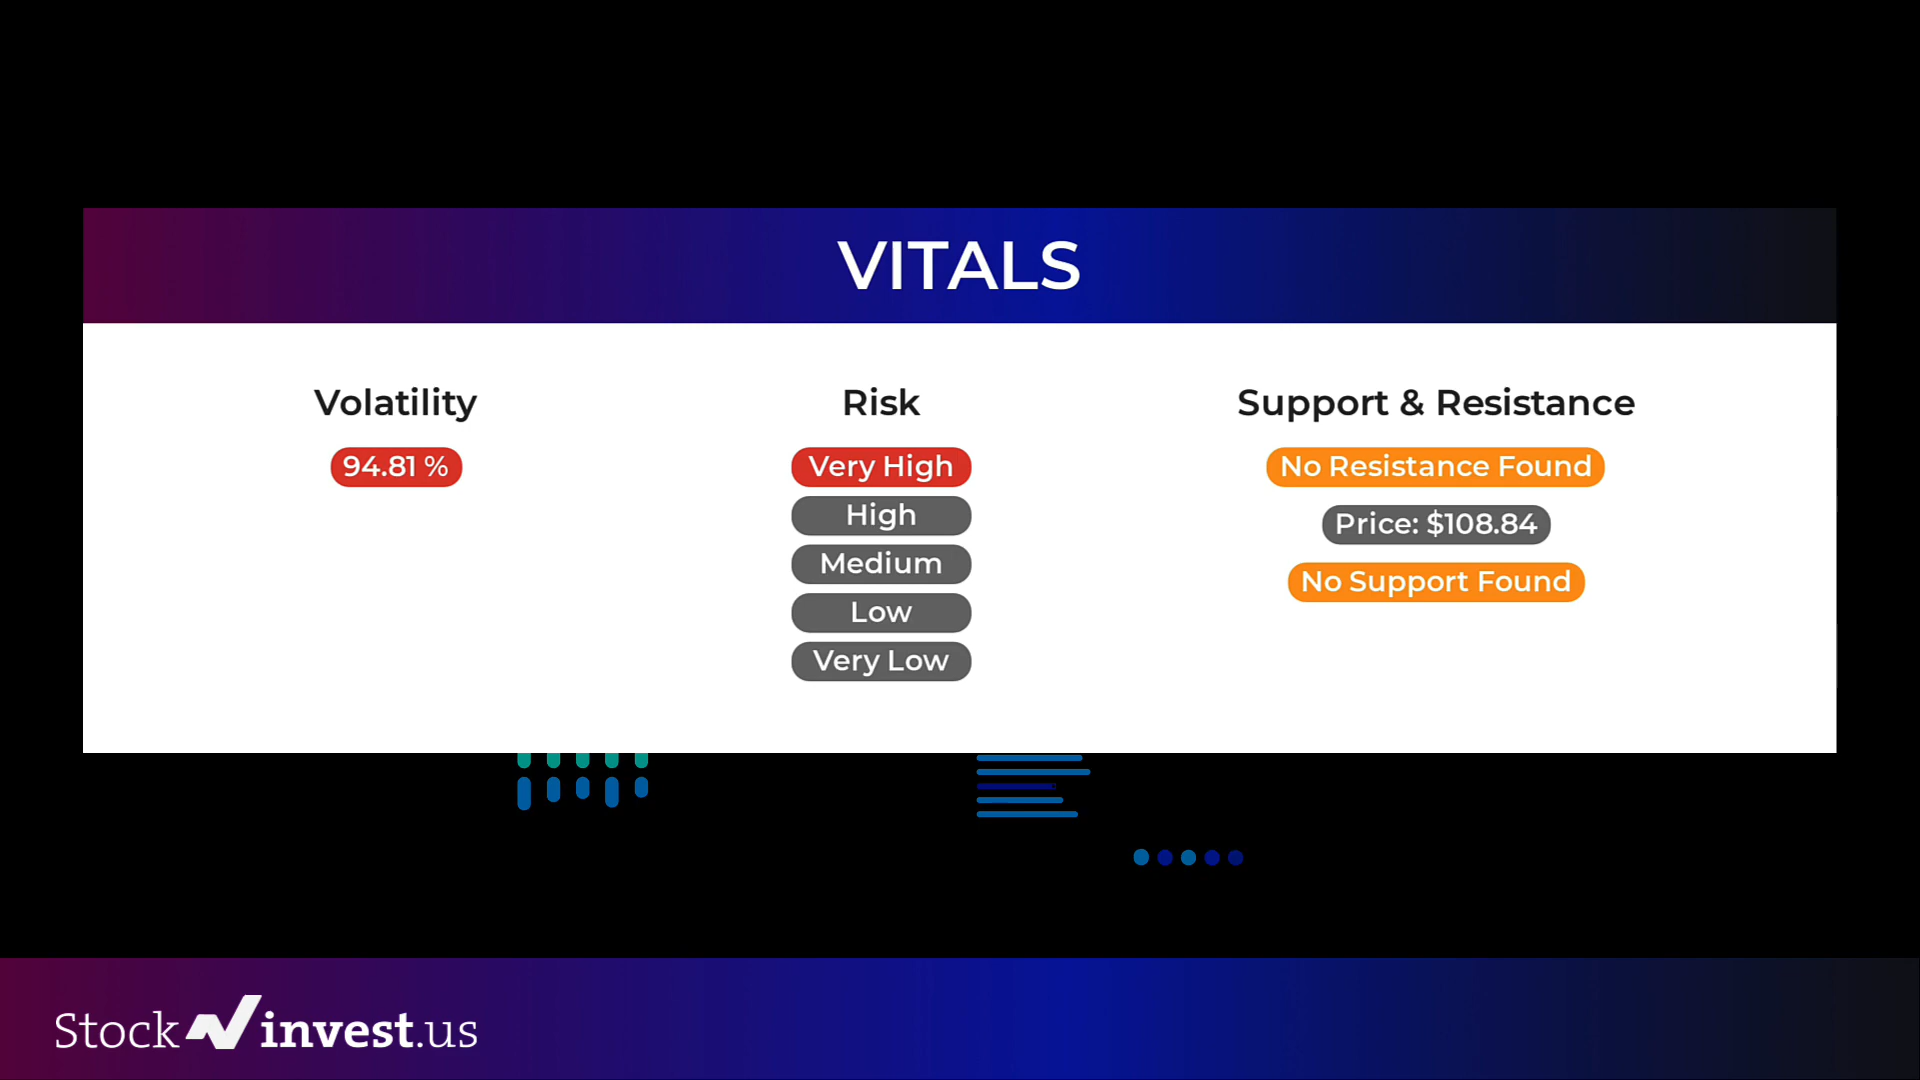 VITALS
Volatility
94.81 %
Risk
Very High
High
Medium
Low
Very Low
Support & Resistance
No Resistance Found
Price: $108.84
No Support Found
Stock invest.us